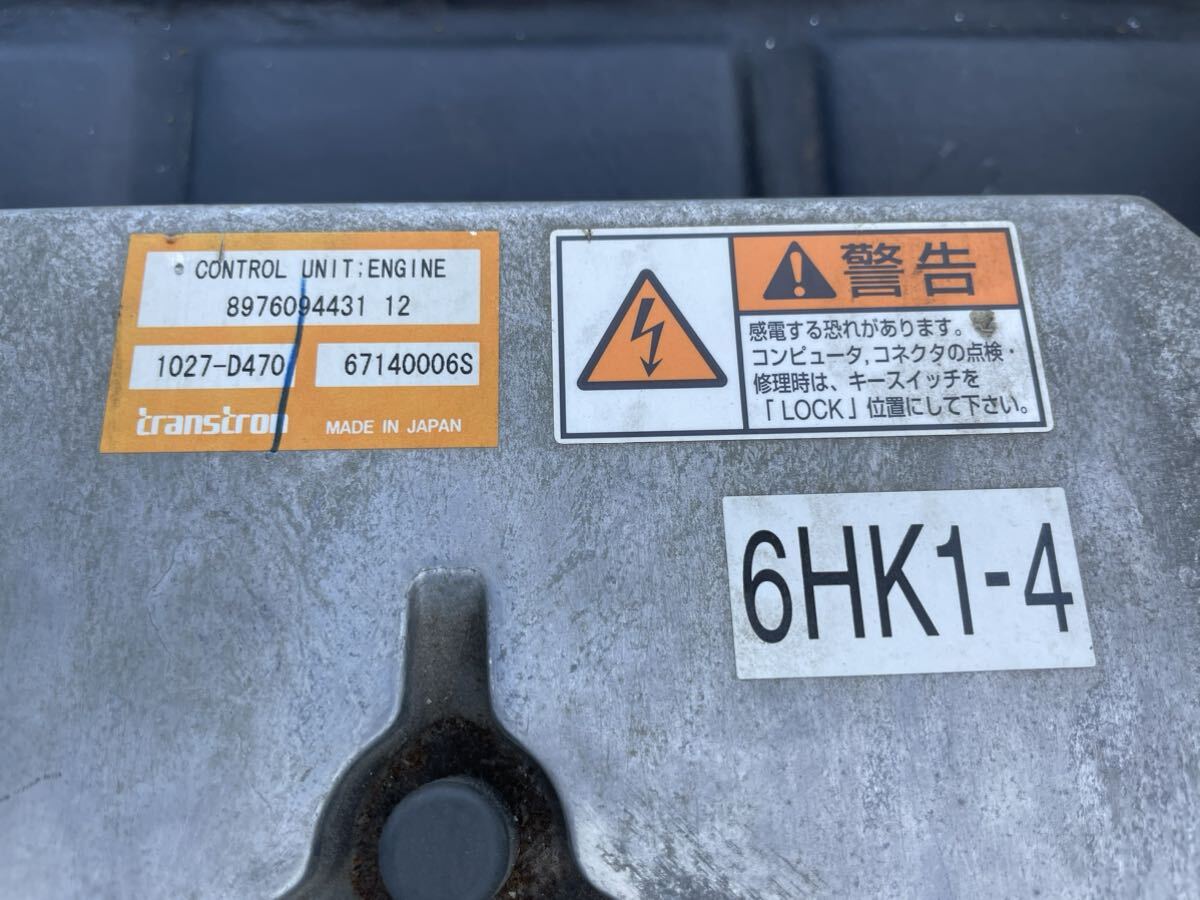 CONTROL UNIT:ENGINE
8976094431 12
1027-D470
67140006S
transtron
MADE IN JAPAN
警告
感電する恐れがあります。
コンピュータ,コネクタの点検・
修理時は、キースイッチを
「LOCK」位置にして下さい。
6HK1-4